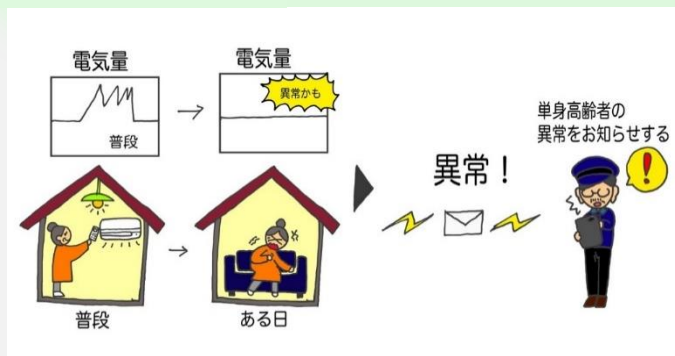 電気量
電気量
異常かも
普段
単身高齢者の
異常をお知らせする
異常！
普段
ある日